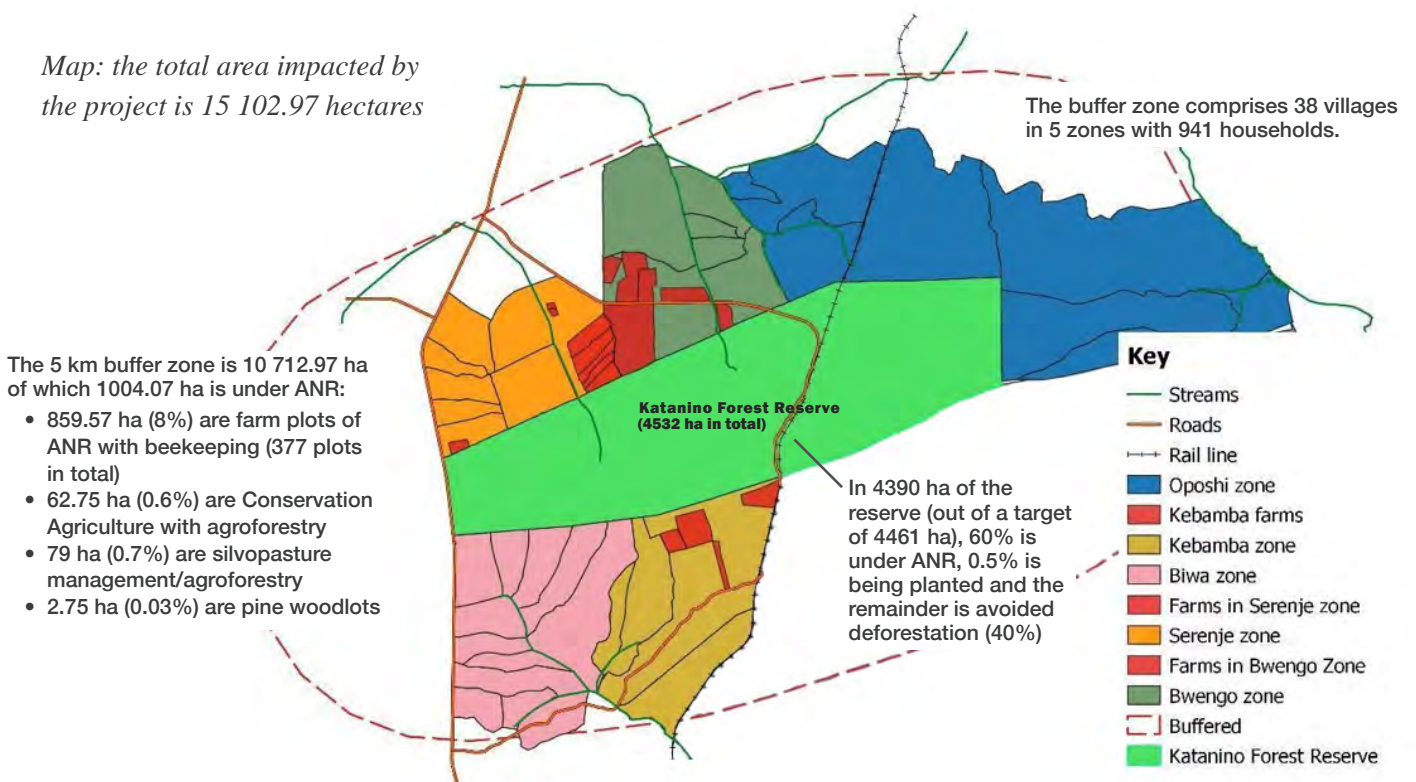 Map: the total area impacted by
the project is 15 102.97 hectares
The buffer zone comprises 38 villages
in 5 zones with 941 households.
The 5 km buffer zone is 10 712.97 ha
of which 1004.07 ha is under ANR:
• 859.57 ha (8%) are farm plots of
ANR with beekeeping (377 plots
in total)
• 62.75 ha (0.6%) are Conservation
Agriculture with agroforestry
• 79 ha (0.7%) are silvopasture
management/agroforestry
• 2.75 ha (0.03%) are pine woodlots
Katanino Forest Reserve
(4532 ha in total)
In 4390 ha of the
reserve (out of a target
of 4461 ha), 60% is
under ANR, 0.5% is
being planted and the
remainder is avoided
deforestation (40%)
Key
Streams
Roads
Rail line
Oposhi zone
Kebamba farms
Kebamba zone
Biwa zone
Farms in Serenje zone
Serenje zone
Farms in Bwengo Zone
Bwengo zone
Buffered
Katanino Forest Reserve